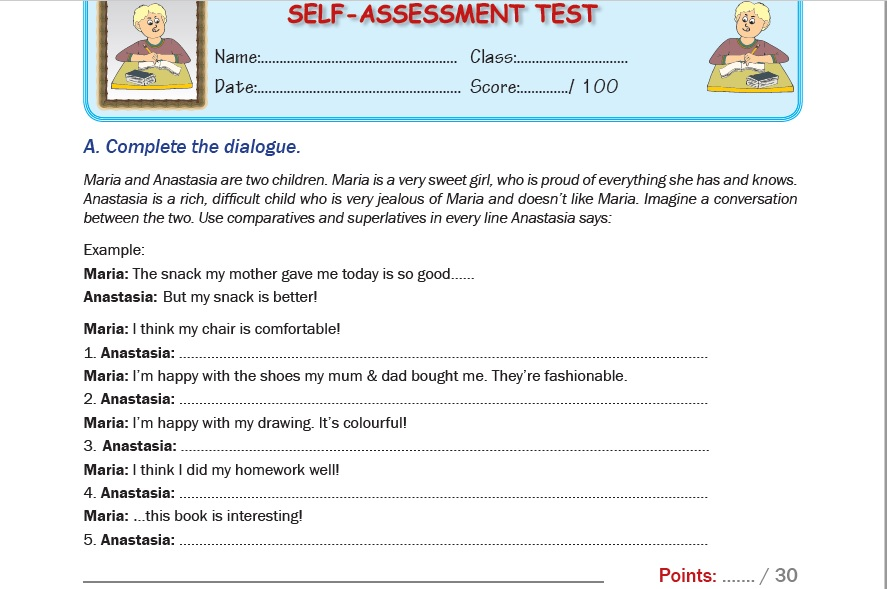 SELF-ASSESSMENT TEST
Name:................................................ Class:...........................
Date:.................................................. Score:............/ 100
A. Complete the dialogue.
Maria and Anastasia are two children. Maria is a very sweet girl, who is proud of everything she has and knows.
Anastasia is a rich, difficult child who is very jealous of Maria and doesn't like Maria. Imagine a conversation
between the two. Use comparatives and superlatives in every line Anastasia says:
Example:
Maria: The snack my mother gave me today is so good......
Anastasia: But my snack is better!
Maria: I think my chair is comfortable!
1. Anastasia: ....................................................................................................................................
Maria: I'm happy with the shoes my mum & dad bought me. They're fashionable.
2. Anastasia: ....................................................................................................................................
Maria: I'm happy with my drawing. It's colourful!
3. Anastasia: ....................................................................................................................................
Maria: I think I did my homework well!
4. Anastasia: ....................................................................................................................................
Maria: ...this book is interesting!
5. Anastasia: ....................................................................................................................................
Points: ....... / 30